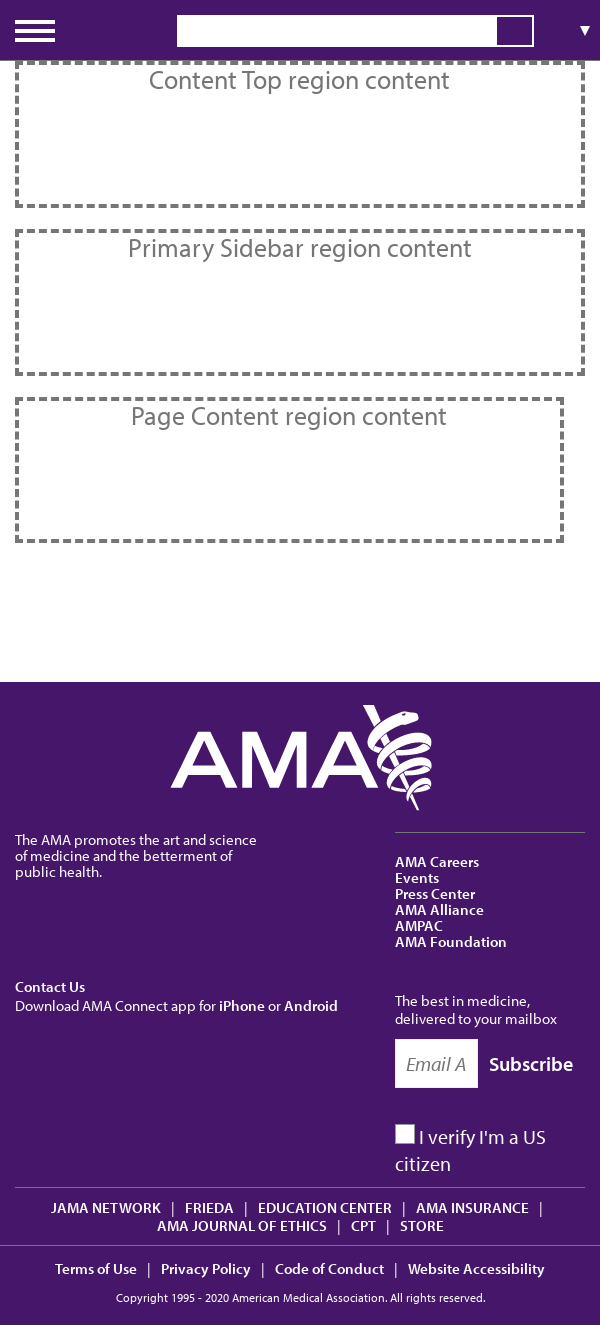 ▼
Content Top region content
Primary Sidebar region content
Page Content region content
AMA
The AMA promotes the art and science
of medicine and the betterment of
public health.
AMA Careers
Events
Press Center
AMA Alliance
AMPAC
AMA Foundation
Contact Us
Download AMA Connect app for iPhone or Android
The best in medicine,
delivered to your mailbox
Email A
Subscribe
I verify I'm a US
citizen
JAMA NETWORK | FRIEDA | EDUCATION CENTER | AMA INSURANCE |
AMA JOURNAL OF ETHICS | CPT | STORE
Terms of Use | Privacy Policy | Code of Conduct | Website Accessibility
Copyright 1995 - 2020 American Medical Association. All rights reserved.